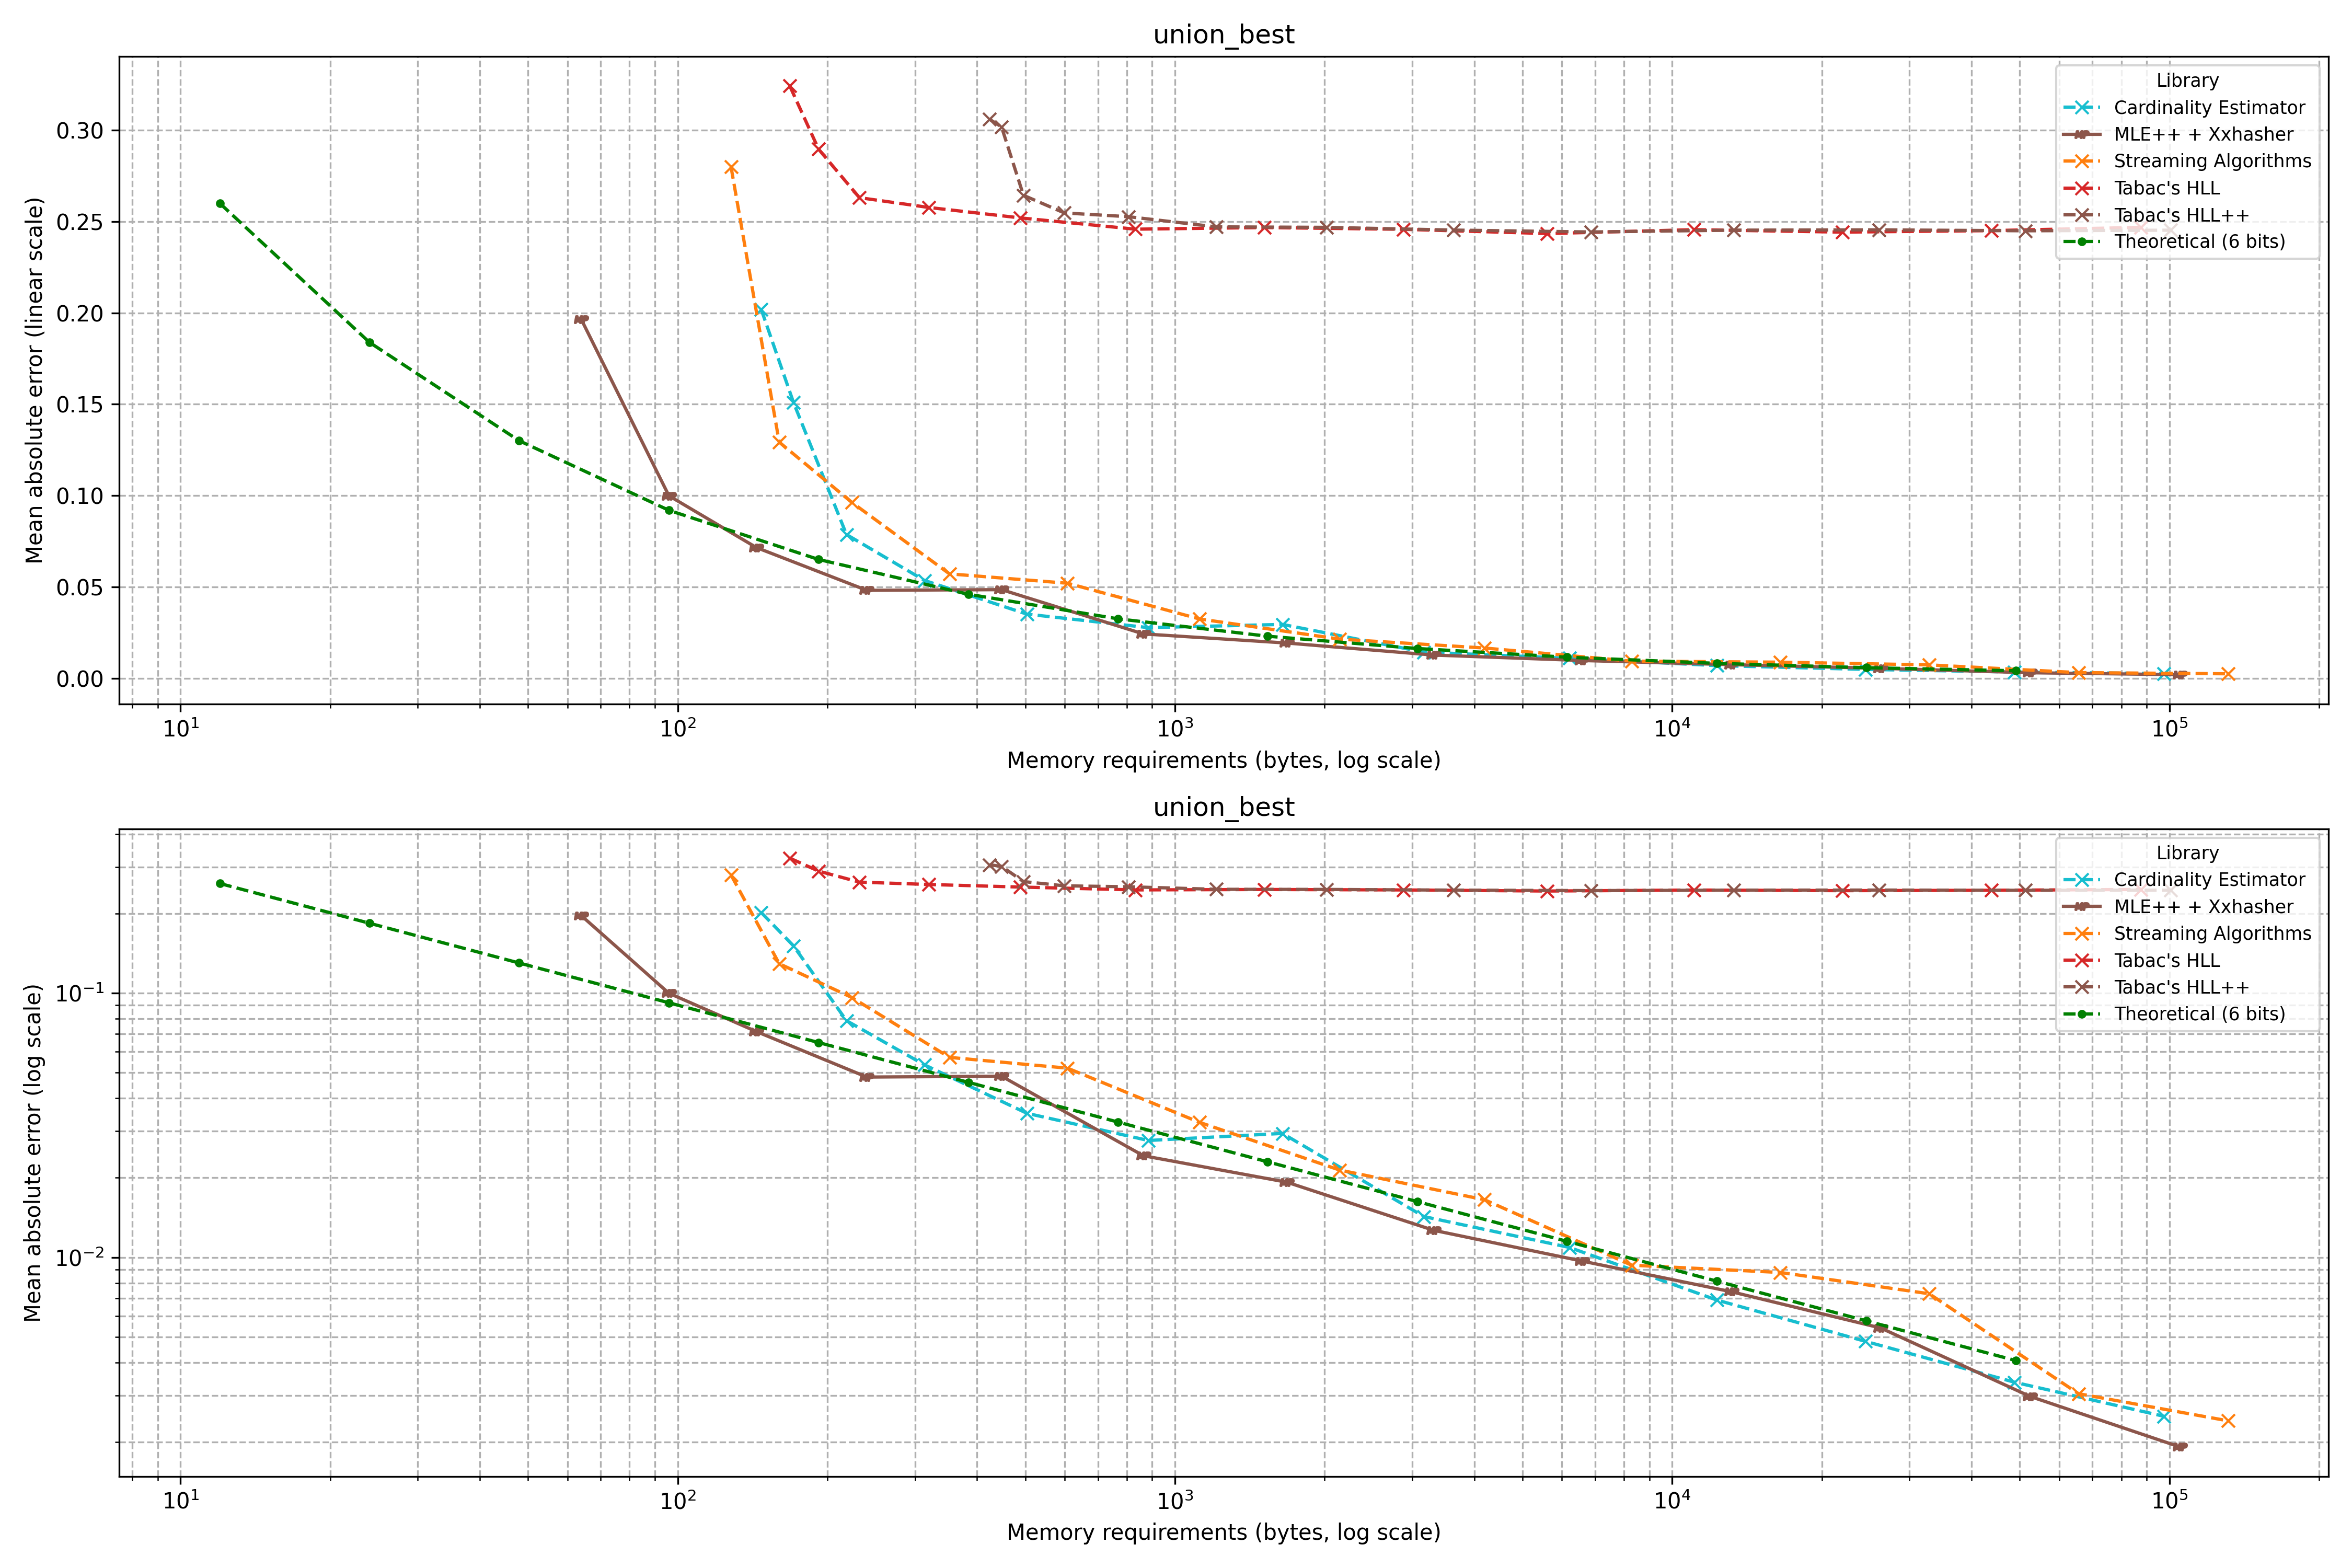 union_best
Mean absolute error (linear scale)
0.30
0.25
0.20
0.15
0.10
0.05
0.00
Library
Cardinality Estimator
MLE++ + Xxhasher
Streaming Algorithms
Tabac's HLL
Tabac's HLL++
Theoretical (6 bits)
10¹ 10² 10³ 10⁴ 10⁵
Memory requirements (bytes, log scale)
union_best
Mean absolute error (log scale)
10⁻¹
10⁻²
Library
Cardinality Estimator
MLE++ + Xxhasher
Streaming Algorithms
Tabac's HLL
Tabac's HLL++
Theoretical (6 bits)
10¹ 10² 10³ 10⁴ 10⁵
Memory requirements (bytes, log scale)